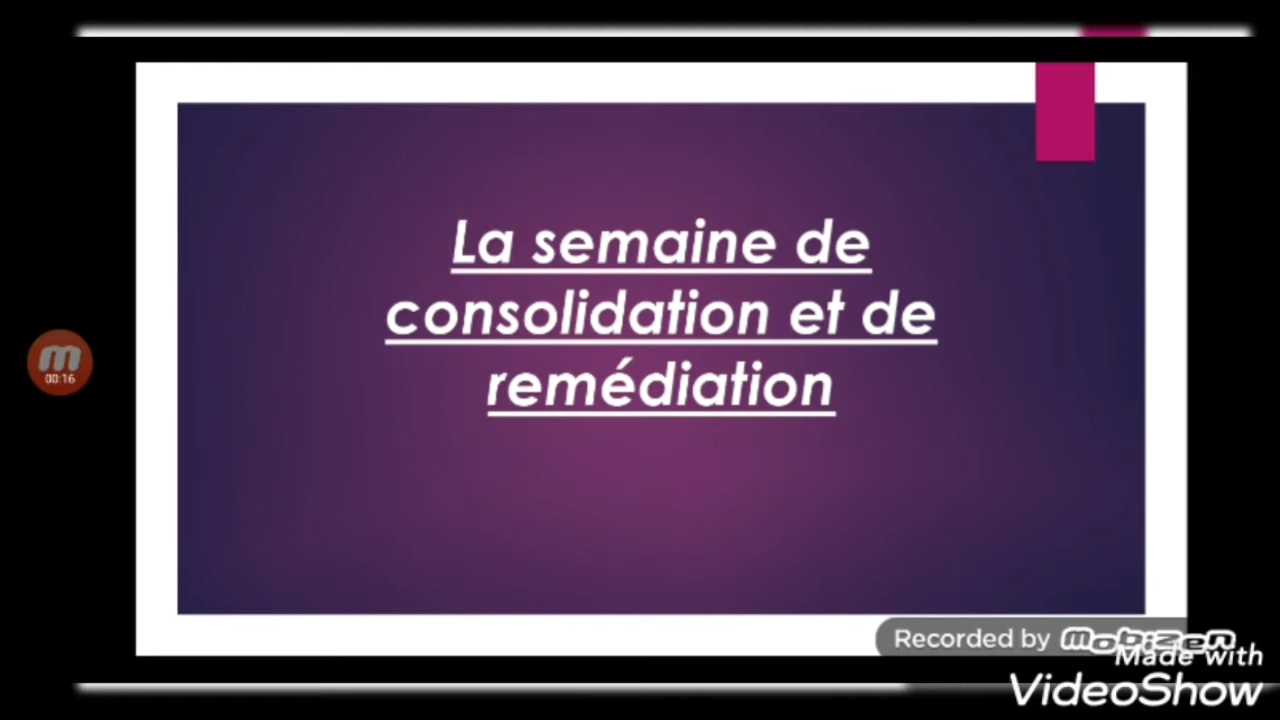 La semaine de
consolidation et de
remédiation
00:16
Recorded by mobizen
Made with
VideoShow